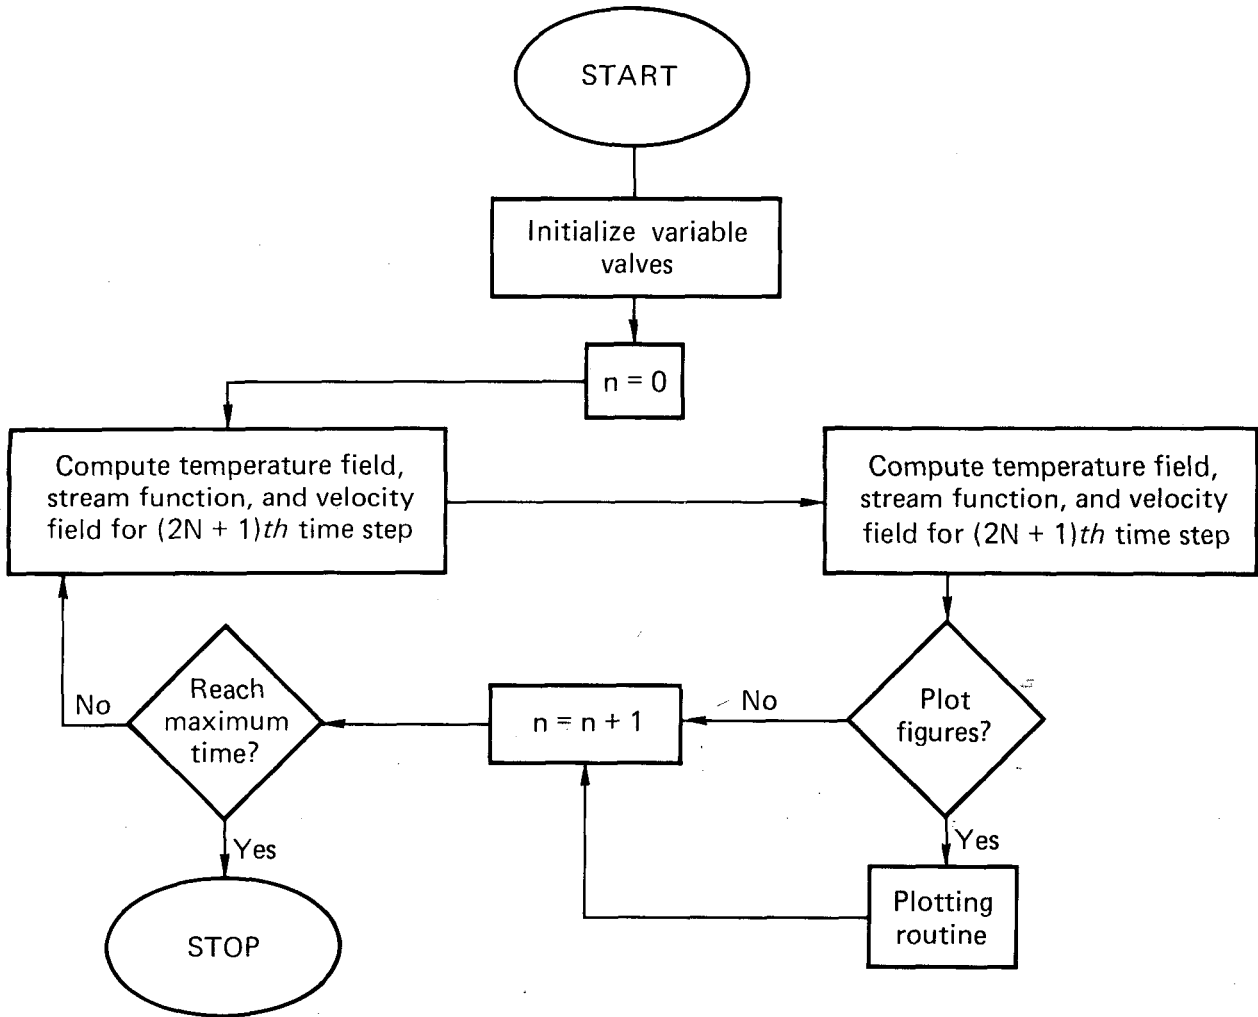 START
Initialize variable
valves
n = 0
Compute temperature field,
stream function, and velocity
field for (2N + 1)th time step
Compute temperature field,
stream function, and velocity
field for (2N + 1)th time step
Plot
figures?
No
Yes
Plotting
routine
n = n + 1
Reach
maximum
time?
No
Yes
STOP